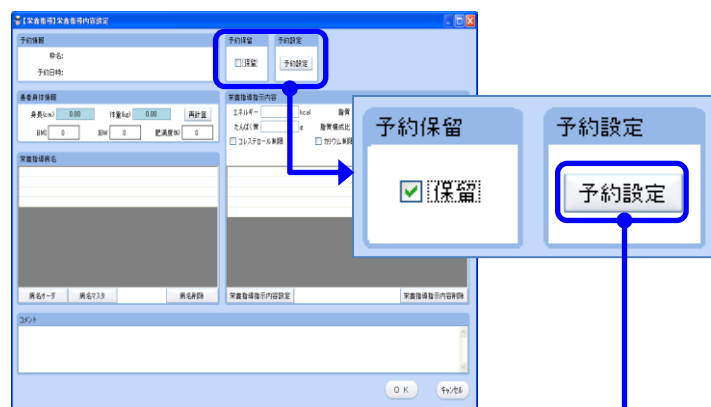 【栄養指導】栄養指導内容設定
予約情報
枠名:
予約日時:
予約保留
保留
予約設定
予約設定
患者身体情報
身長(cm) 0.00 体重(kg) 0.00 再計算
BMI 0 IBW 0 肥満度(%) 0
栄養指導指示内容
エネルギー kcal 脂質
たんぱく質 g 脂質構成比
コレステロール制限 カリウム制限
予約保留
保留
予約設定
予約設定
栄養指導病名
病名オーダ 病名マスタ 病名削除
栄養指導指示内容設定 栄養指導指示内容削除
コメント
OK キャンセル